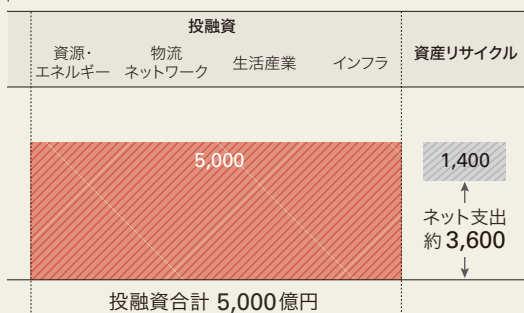 投融資
資源・
エネルギー
物流
ネットワーク
生活産業
インフラ
資産リサイクル
5,000
1,400
ネット支出
約3,600
投融資合計 5,000億円